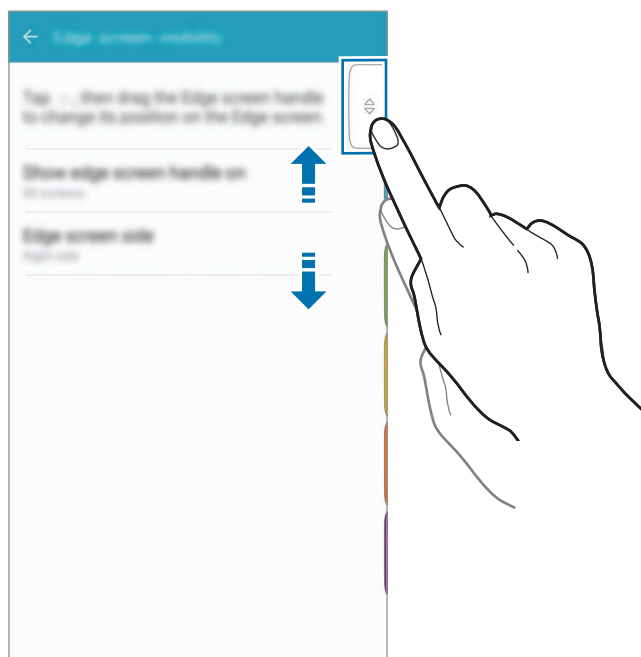 Edge screen visibility
Tap , then drag the Edge screen handle
to change its position on the Edge screen.
Show edge screen handle on
All screens
Edge screen side
Right side